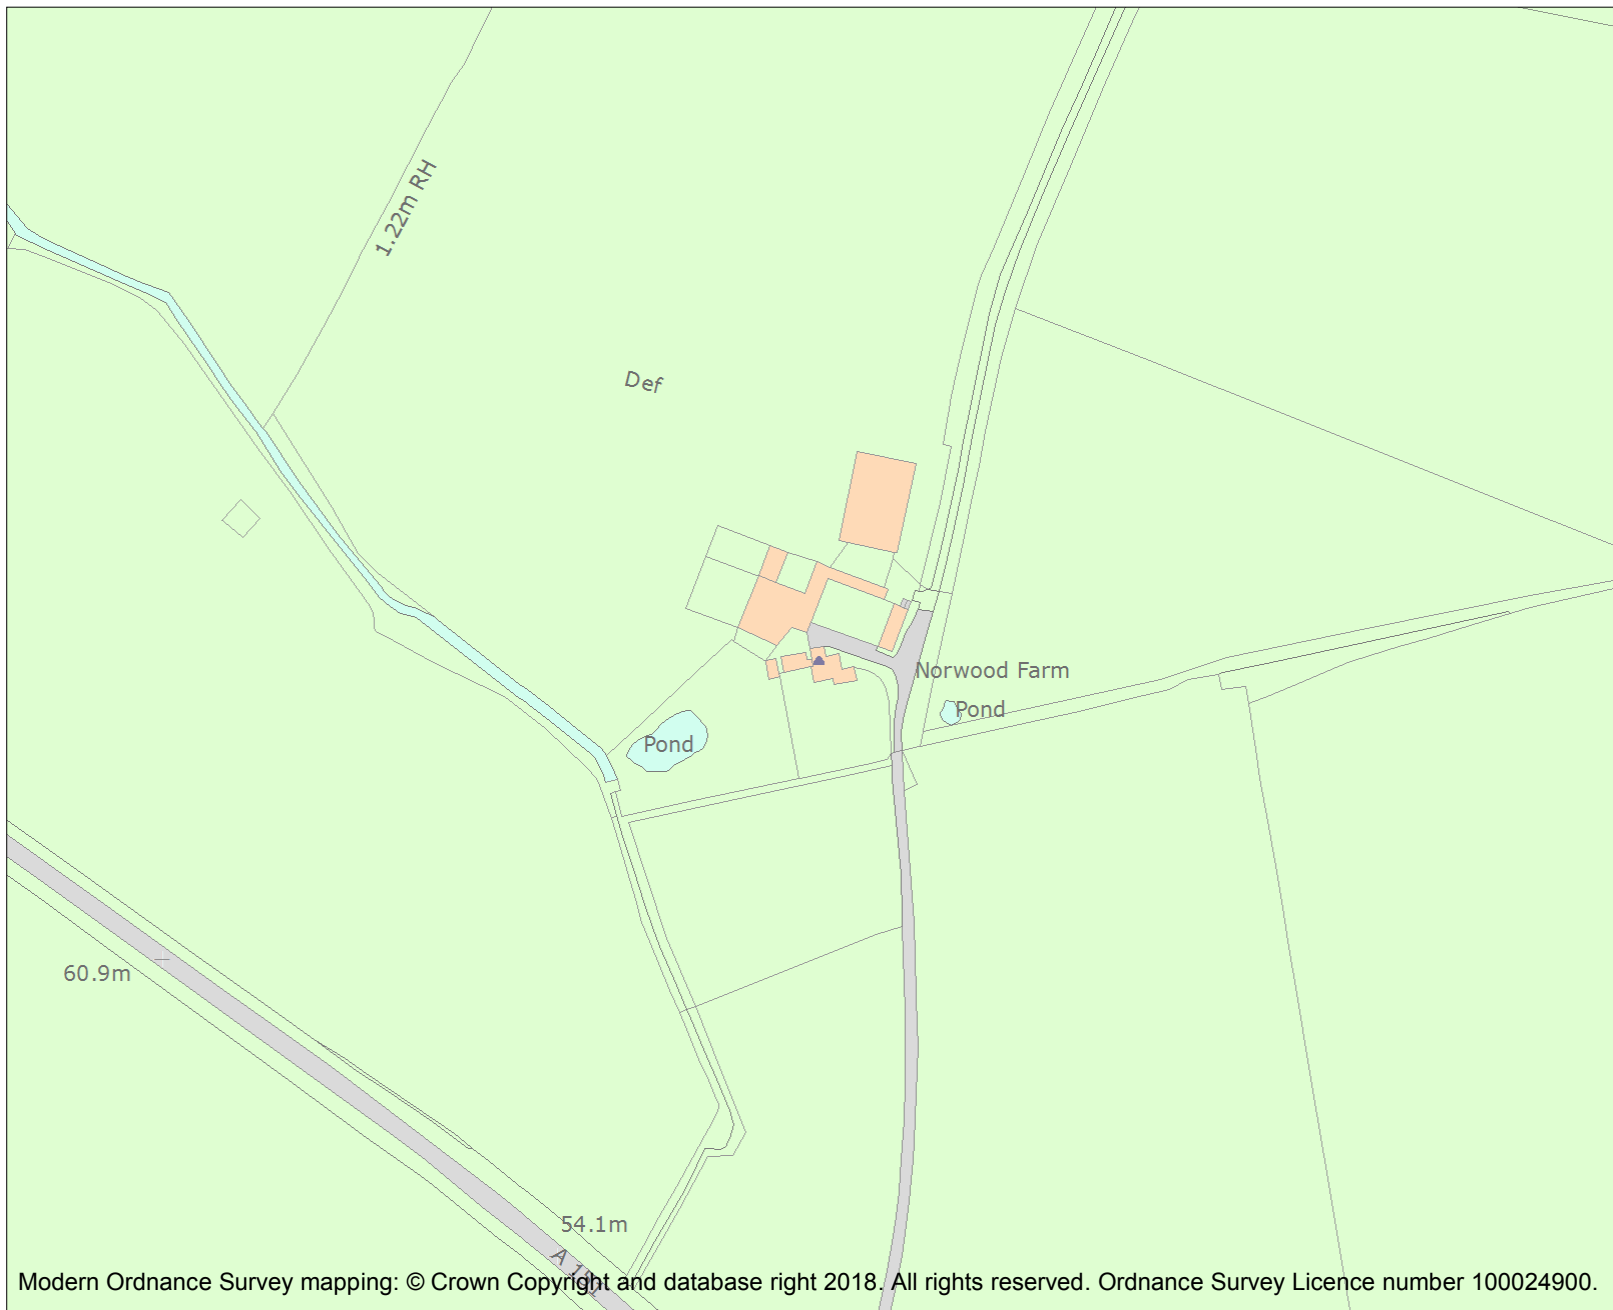 1.22m RH
Def
Norwood Farm
Pond
Pond
60.9m
54.1m
A 151
Modern Ordnance Survey mapping: © Crown Copyright and database right 2018. All rights reserved. Ordnance Survey Licence number 100024900.